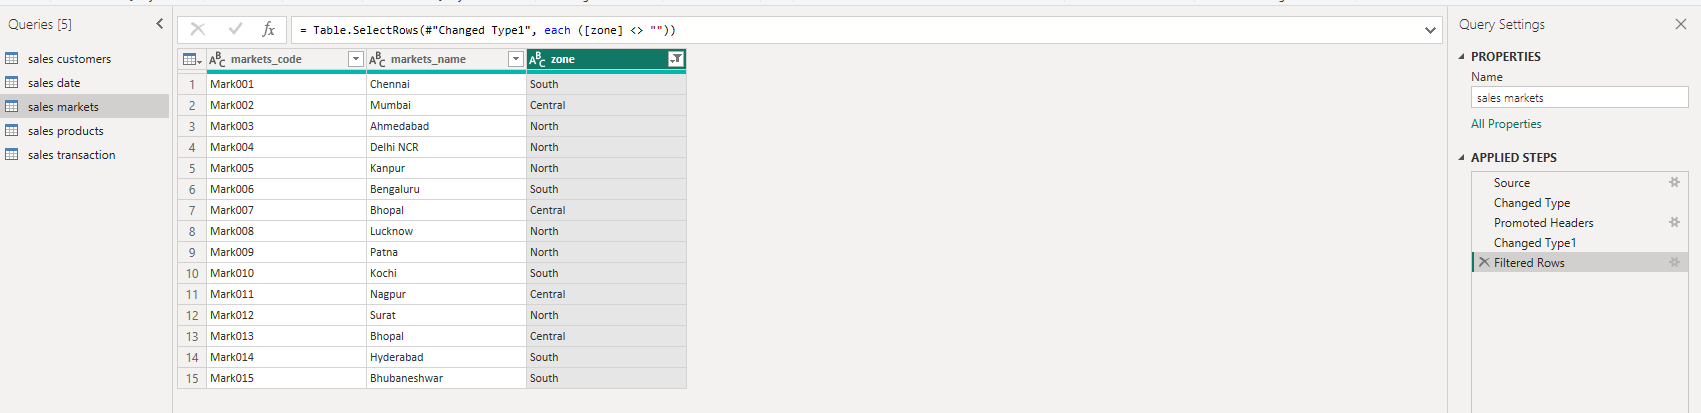 Queries [5]
sales customers
sales date
sales markets
sales products
sales transaction
fx
= Table.SelectRows(#"Changed Type1", each ([zone] <> ""))
ABC markets_code ABC markets_name ABC zone
1 Mark001 Chennai South
2 Mark002 Mumbai Central
3 Mark003 Ahmedabad North
4 Mark004 Delhi NCR North
5 Mark005 Kanpur North
6 Mark006 Bengaluru South
7 Mark007 Bhopal Central
8 Mark008 Lucknow North
9 Mark009 Patna North
10 Mark010 Kochi South
11 Mark011 Nagpur Central
12 Mark012 Surat North
13 Mark013 Bhopal Central
14 Mark014 Hyderabad South
15 Mark015 Bhubaneshwar South
Query Settings
PROPERTIES
Name
sales markets
All Properties
APPLIED STEPS
Source
Changed Type
Promoted Headers
Changed Type1
Filtered Rows